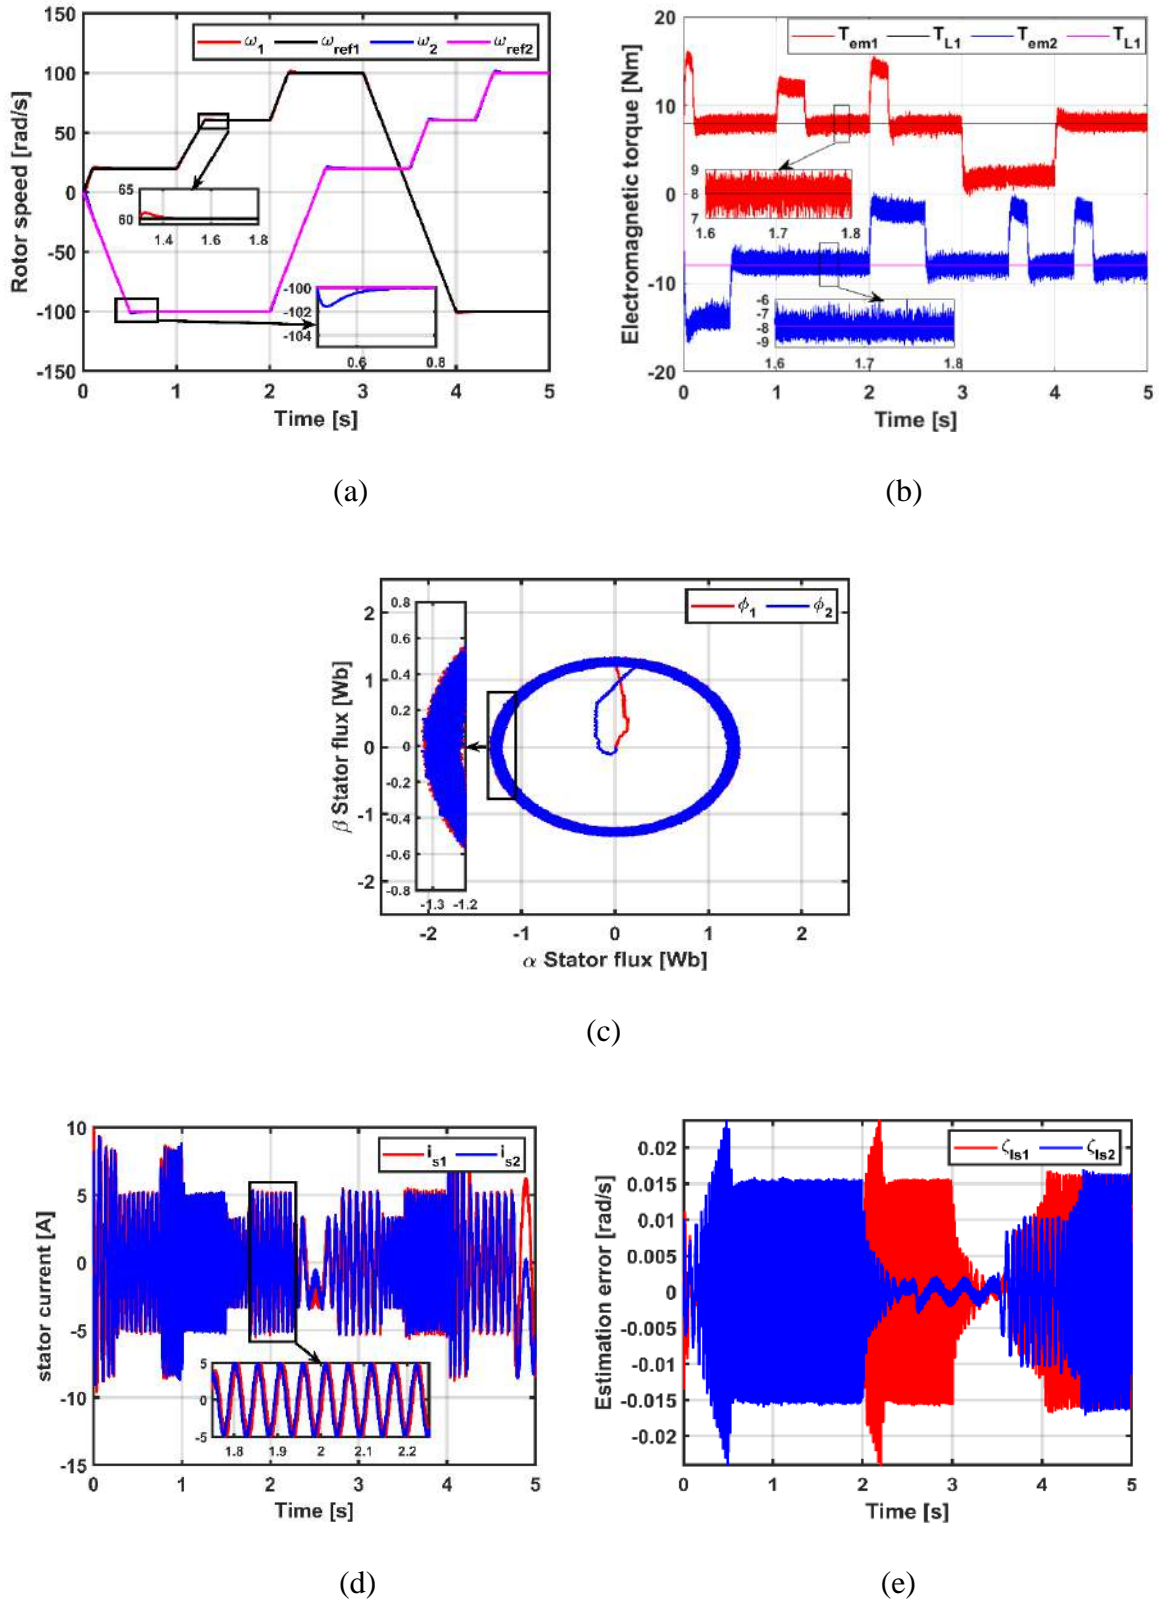 ω1 ωref1 ω2 ωref2
150
100
50
0
-50
-100
-150
Rotor speed [rad/s]
65
60
1.4 1.6 1.8
-100
-102
-104
0.6 0.8
0 1 2 3 4 5
Time [s]
(a)
Tem1 TL1 Tem2 TL1
20
10
0
-10
-20
Electromagnetic torque [Nm]
9
8
7
1.6 1.7 1.8
-6
-7
-8
-9
1.6 1.7 1.8
0 1 2 3 4 5
Time [s]
(b)
ϕ1 ϕ2
2
1
0
-1
-2
β Stator flux [Wb]
0.8
0.6
0.4
0.2
0
-0.2
-0.4
-0.6
-0.8
-1.3 -1.2
-2 -1 0 1 2
α Stator flux [Wb]
(c)
is1 is2
10
5
0
-5
-10
-15
stator current [A]
5
0
-5
1.8 1.9 2 2.1 2.2
0 1 2 3 4 5
Time [s]
(d)
ζIs1 ζIs2
0.02
0.015
0.01
0.005
0
-0.005
-0.01
-0.015
-0.02
Estimation error [rad/s]
0 1 2 3 4 5
Time [s]
(e)